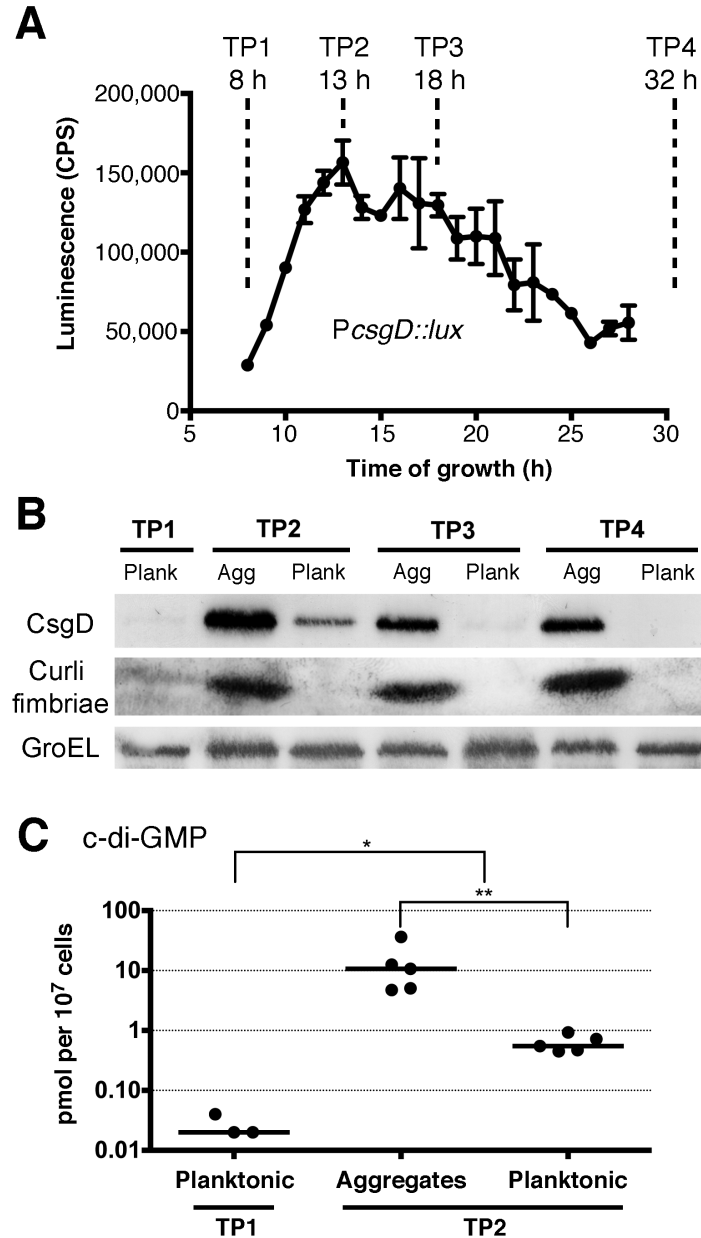 A
TP1 TP2 TP3 TP4
8 h 13 h 18 h 32 h
200,000
150,000
100,000
50,000
0
Luminescence (CPS)
PcsgD::lux
5 10 15 20 25 30
Time of growth (h)
B
TP1 TP2 TP3 TP4
Plank Agg Plank Agg Plank Agg Plank
CsgD
Curli
fimbriae
GroEL
C c-di-GMP
*
**
100
10
1
0.10
0.01
pmol per 10⁷ cells
Planktonic Aggregates Planktonic
TP1 TP2